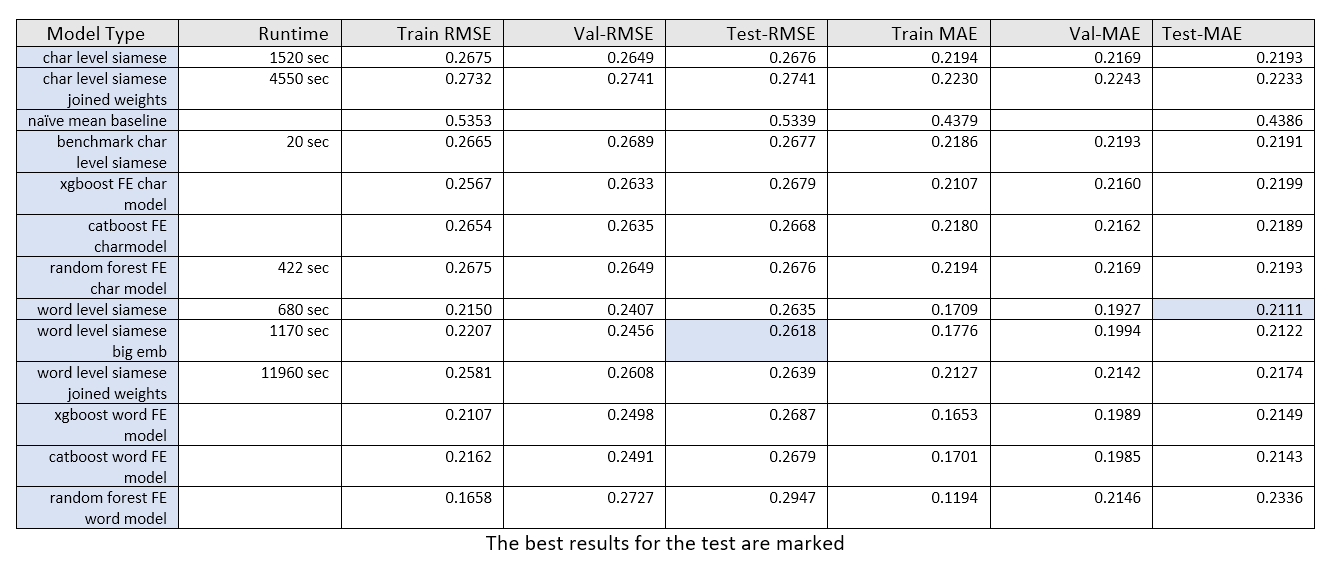 Model Type Runtime Train RMSE Val-RMSE Test-RMSE Train MAE Val-MAE Test-MAE
char level siamese 1520 sec 0.2675 0.2649 0.2676 0.2194 0.2169 0.2193
char level siamese 4550 sec 0.2732 0.2741 0.2741 0.2230 0.2243 0.2233
joined weights
naïve mean baseline 0.5353 0.5339 0.4379 0.4386
benchmark char 20 sec 0.2665 0.2689 0.2677 0.2186 0.2193 0.2191
level siamese
xgboost FE char 0.2567 0.2633 0.2679 0.2107 0.2160 0.2199
model
catboost FE 0.2654 0.2635 0.2668 0.2180 0.2162 0.2189
charmodel
random forest FE 422 sec 0.2675 0.2649 0.2676 0.2194 0.2169 0.2193
char model
word level siamese 680 sec 0.2150 0.2407 0.2635 0.1709 0.1927 0.2111
word level siamese 1170 sec 0.2207 0.2456 0.2618 0.1776 0.1994 0.2122
big emb
word level siamese 11960 sec 0.2581 0.2608 0.2639 0.2127 0.2142 0.2174
joined weights
xgboost word FE 0.2107 0.2498 0.2687 0.1653 0.1989 0.2149
model
catboost word FE 0.2162 0.2491 0.2679 0.1701 0.1985 0.2143
model
random forest FE 0.1658 0.2727 0.2947 0.1194 0.2146 0.2336
word model
The best results for the test are marked